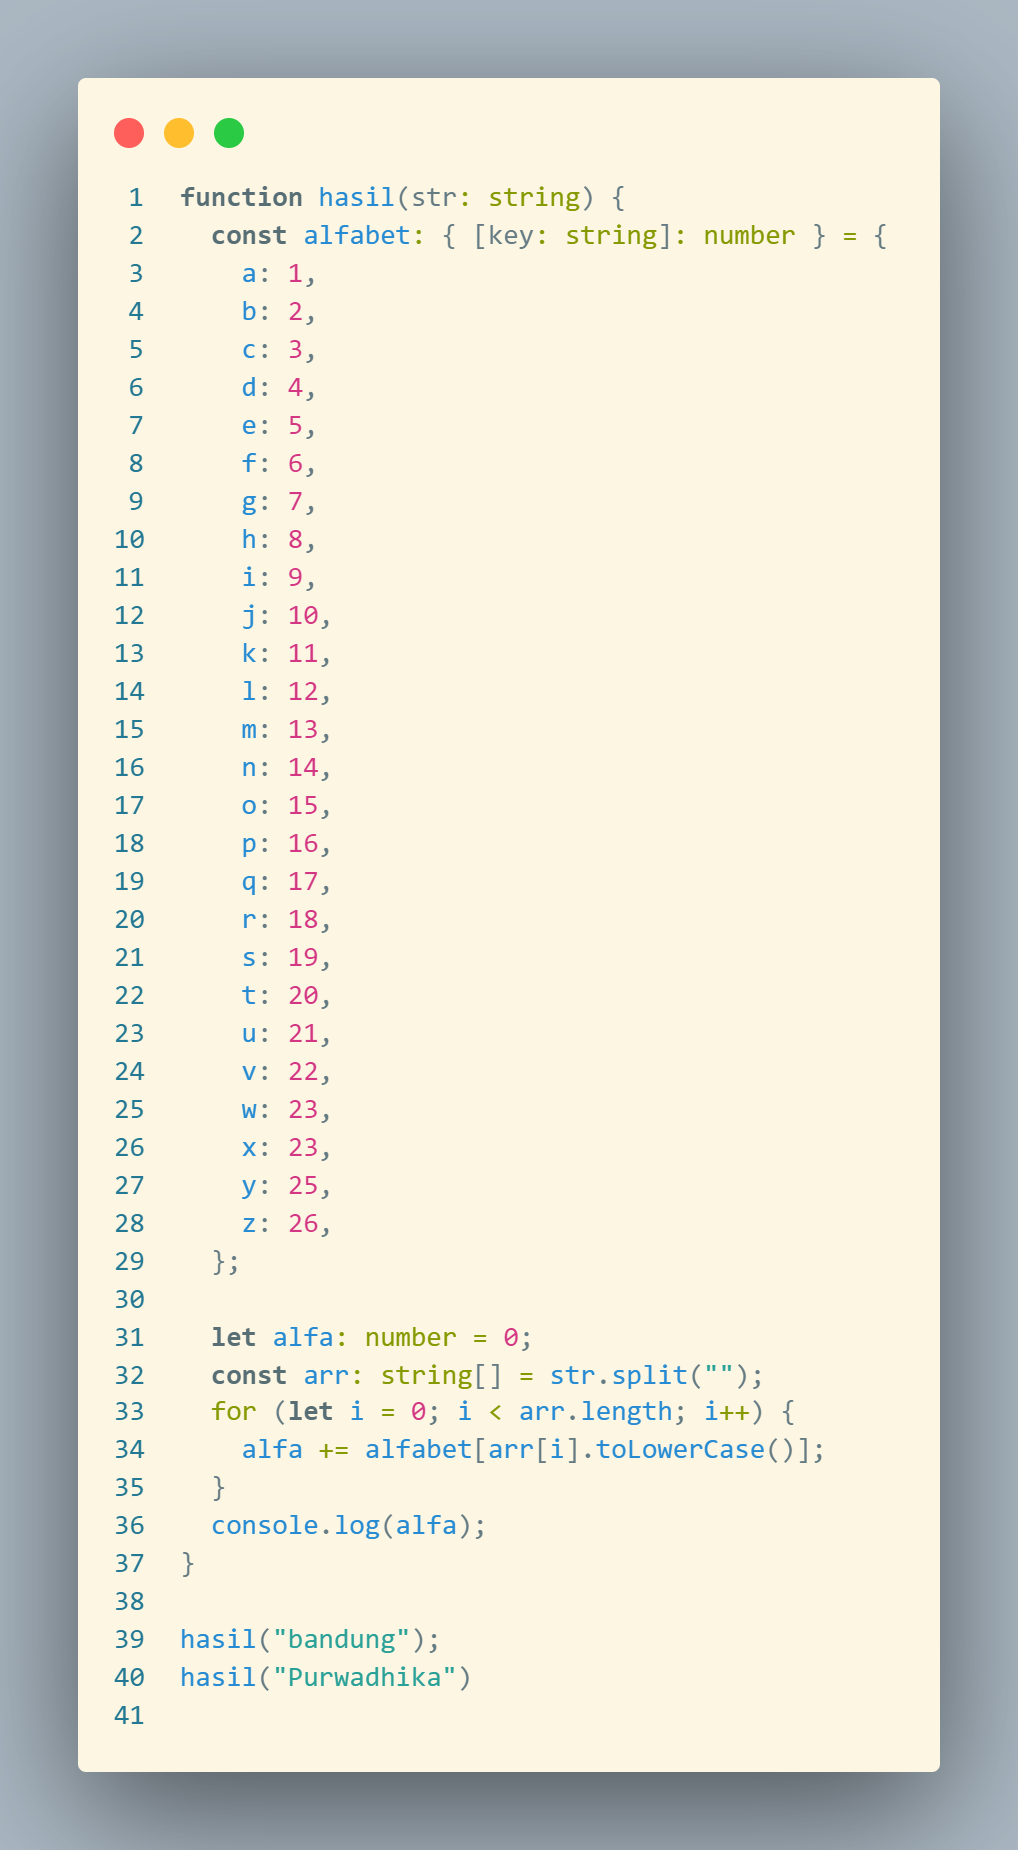 1 function hasil(str: string) {
2   const alfabet: { [key: string]: number } = {
3     a: 1,
4     b: 2,
5     c: 3,
6     d: 4,
7     e: 5,
8     f: 6,
9     g: 7,
10     h: 8,
11     i: 9,
12     j: 10,
13     k: 11,
14     l: 12,
15     m: 13,
16     n: 14,
17     o: 15,
18     p: 16,
19     q: 17,
20     r: 18,
21     s: 19,
22     t: 20,
23     u: 21,
24     v: 22,
25     w: 23,
26     x: 23,
27     y: 25,
28     z: 26,
29   };
30
31   let alfa: number = 0;
32   const arr: string[] = str.split("");
33   for (let i = 0; i < arr.length; i++) {
34     alfa += alfabet[arr[i].toLowerCase()];
35   }
36   console.log(alfa);
37 }
38
39 hasil("bandung");
40 hasil("Purwadhika")
41